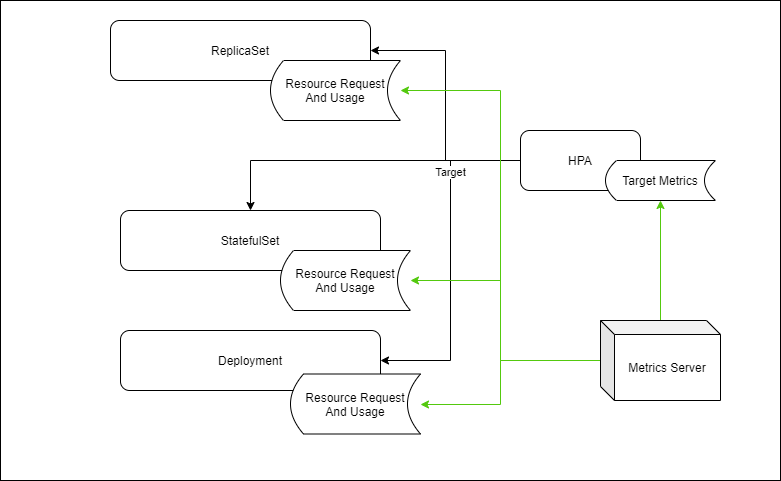 ReplicaSet
Resource Request
And Usage
HPA
Target Metrics
Target
StatefulSet
Resource Request
And Usage
Deployment
Metrics Server
Resource Request
And Usage